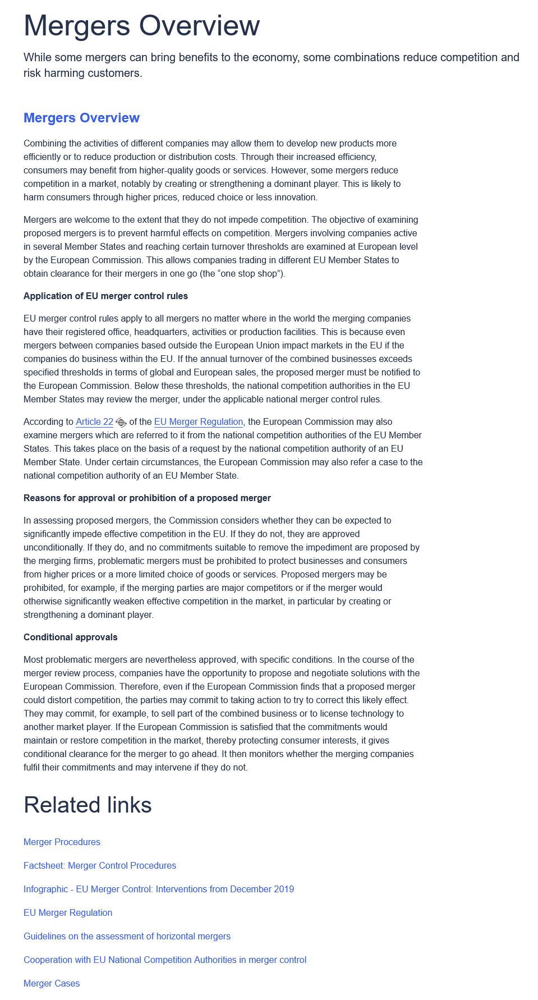 Mergers Overview
While some mergers can bring benefits to the economy, some combinations reduce competition and
risk harming customers.
Mergers Overview
Combining the activities of different companies may allow them to develop new products more
efficiently or to reduce production or distribution costs. Through their increased efficiency,
consumers may benefit from higher-quality goods or services. However, some mergers reduce
competition in a market, notably by creating or strengthening a dominant player. This is likely to
harm consumers through higher prices, reduced choice or less innovation.
Mergers are welcome to the extent that they do not impede competition. The objective of examining
proposed mergers is to prevent harmful effects on competition. Mergers involving companies active
in several Member States and reaching certain turnover thresholds are examined at European level
by the European Commission. This allows companies trading in different EU Member States to
obtain clearance for their mergers in one go (the “one stop shop”).
Application of EU merger control rules
EU merger control rules apply to all mergers no matter where in the world the merging companies
have their registered office, headquarters, activities or production facilities. This is because even
mergers between companies based outside the European Union impact markets in the EU if the
companies do business within the EU. If the annual turnover of the combined businesses exceeds
specified thresholds in terms of global and European sales, the proposed merger must be notified to
the European Commission. Below these thresholds, the national competition authorities in the EU
Member States may review the merger, under the applicable national merger control rules.
According to Article 22 of the EU Merger Regulation, the European Commission may also
examine mergers which are referred to it from the national competition authorities of the EU Member
States. This takes place on the basis of a request by the national competition authority of an EU
Member State. Under certain circumstances, the European Commission may also refer a case to the
national competition authority of an EU Member State.
Reasons for approval or prohibition of a proposed merger
In assessing proposed mergers, the Commission considers whether they can be expected to
significantly impede effective competition in the EU. If they do not, they are approved
unconditionally. If they do, and no commitments suitable to remove the impediment are proposed by
the merging firms, problematic mergers must be prohibited to protect businesses and consumers
from higher prices or a more limited choice of goods or services. Proposed mergers may be
prohibited, for example, if the merging parties are major competitors or if the merger would
otherwise significantly weaken effective competition in the market, in particular by creating or
strengthening a dominant player.
Conditional approvals
Most problematic mergers are nevertheless approved, with specific conditions. In the course of the
merger review process, companies have the opportunity to propose and negotiate solutions with the
European Commission. Therefore, even if the European Commission finds that a proposed merger
could distort competition, the parties may commit to taking action to try to correct this likely effect.
They may commit, for example, to sell part of the combined business or to license technology to
another market player. If the European Commission is satisfied that the commitments would
maintain or restore competition in the market, thereby protecting consumer interests, it gives
conditional clearance for the merger to go ahead. It then monitors whether the merging companies
fulfil their commitments and may intervene if they do not.
Related links
Merger Procedures
Factsheet: Merger Control Procedures
Infographic - EU Merger Control: Interventions from December 2019
EU Merger Regulation
Guidelines on the assessment of horizontal mergers
Cooperation with EU National Competition Authorities in merger control
Merger Cases